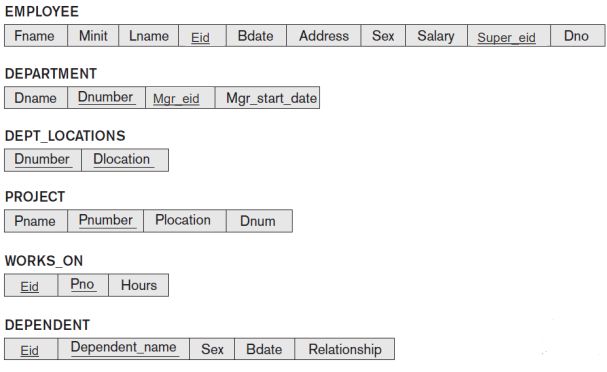 EMPLOYEE
Fname Minit Lname Eid Bdate Address Sex Salary Super_eid Dno
DEPARTMENT
Dname Dnumber Mgr_eid Mgr_start_date
DEPT_LOCATIONS
Dnumber Dlocation
PROJECT
Pname Pnumber Plocation Dnum
WORKS_ON
Eid Pno Hours
DEPENDENT
Eid Dependent_name Sex Bdate Relationship